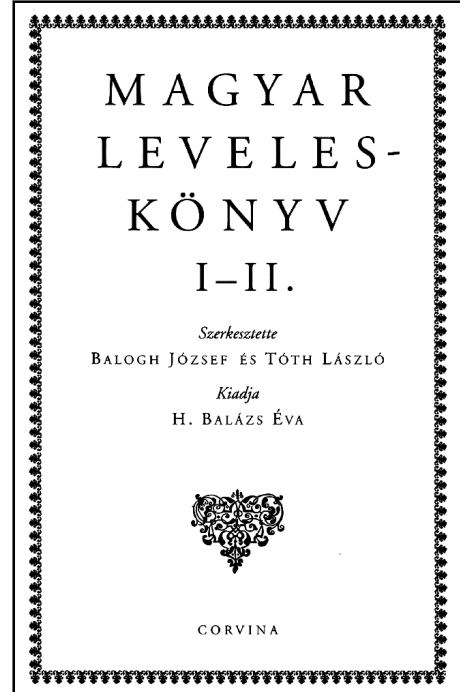 MAGYAR
LEVELES-
KÖNYV
I–II.
Szerkesztette
BALOGH JÓZSEF ÉS TÓTH LÁSZLÓ
Kiadja
H. BALÁZS ÉVA
CORVINA